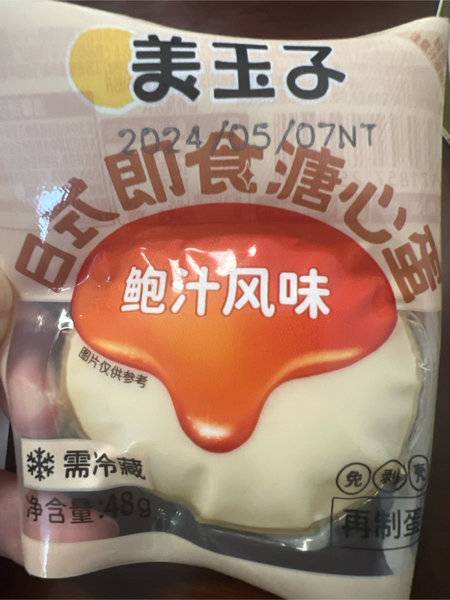 美玉子
2024/05/07NT
日式即食溏心蛋
鲍汁风味
图片仅供参考
需冷藏
净含量:48g
免剥壳
再制蛋